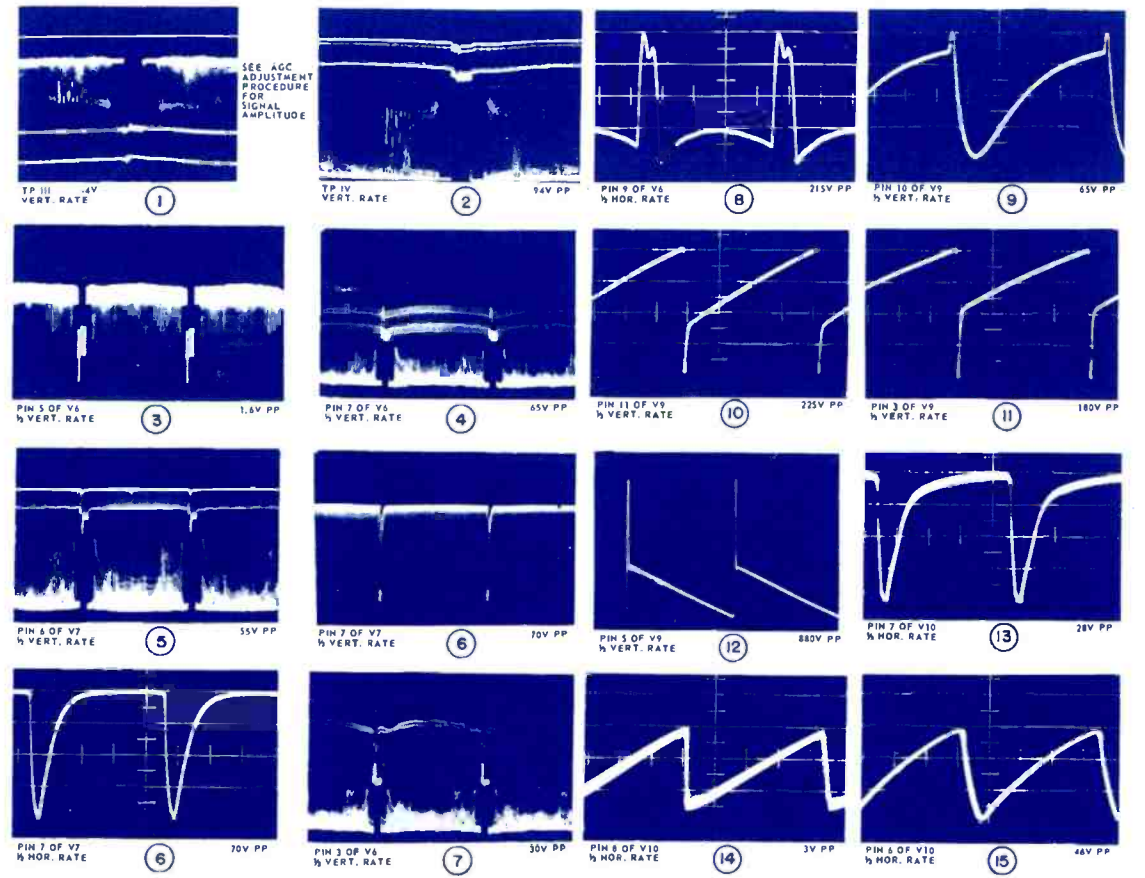 SEE AGC
ADJUSTMENT
PROCEDURE
FOR
SIGNAL
AMPLITUDE
TP III -4V
VERT. RATE
1
TP IV 94V PP
VERT. RATE
2
PIN 9 OF V6 215V PP
½ HOR. RATE
8
PIN 10 OF V9 65V PP
½ VERT. RATE
9
PIN 5 OF V6 1.6V PP
½ VERT. RATE
3
PIN 7 OF V6 65V PP
½ VERT. RATE
4
PIN 11 OF V9 225V PP
½ VERT. RATE
10
PIN 3 OF V9 180V PP
½ VERT. RATE
11
PIN 6 OF V7 55V PP
½ VERT. RATE
5
PIN 7 OF V7 70V PP
½ VERT. RATE
6
PIN 5 OF V9 880V PP
½ VERT. RATE
12
PIN 7 OF V10 28V PP
½ HOR. RATE
13
PIN 7 OF V7 70V PP
½ HOR. RATE
6
PIN 3 OF V6 50V PP
½ VERT. RATE
7
PIN 8 OF V10 3V PP
½ HOR. RATE
14
PIN 6 OF V10 46V PP
½ HOR. RATE
15